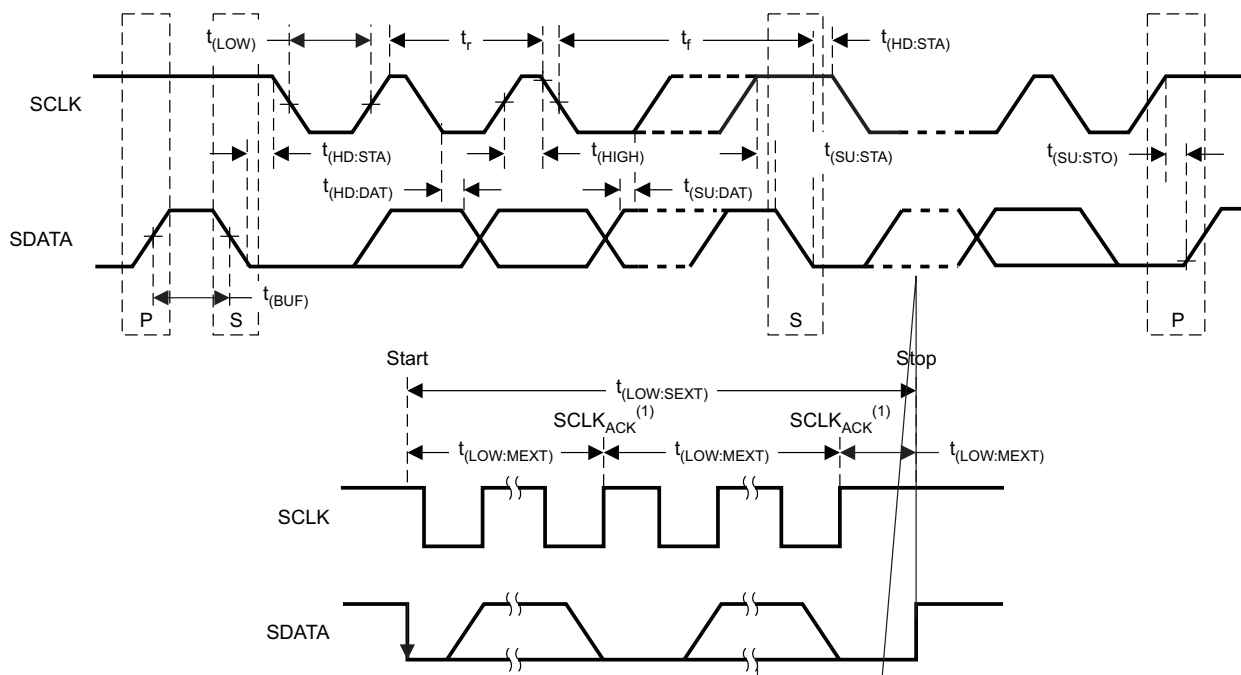 t(LOW) tr tf t(HD:STA)
SCLK
t(HD:STA) t(HIGH) t(SU:STA) t(SU:STO)
t(HD:DAT) t(SU:DAT)
SDATA
t(BUF)
P S S P
Start Stop
t(LOW:SEXT)
SCLKACK(1) SCLKACK(1)
t(LOW:MEXT) t(LOW:MEXT) t(LOW:MEXT)
SCLK
SDATA